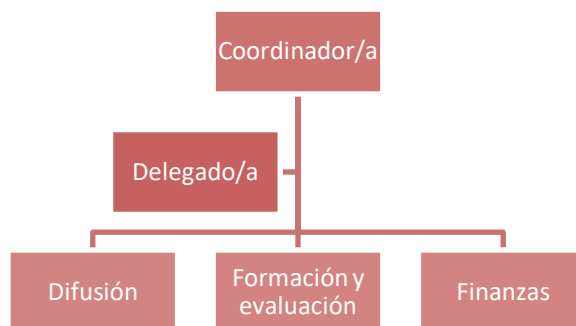 Coordinador/a
Delegado/a
Difusión
Formación y
evaluación
Finanzas